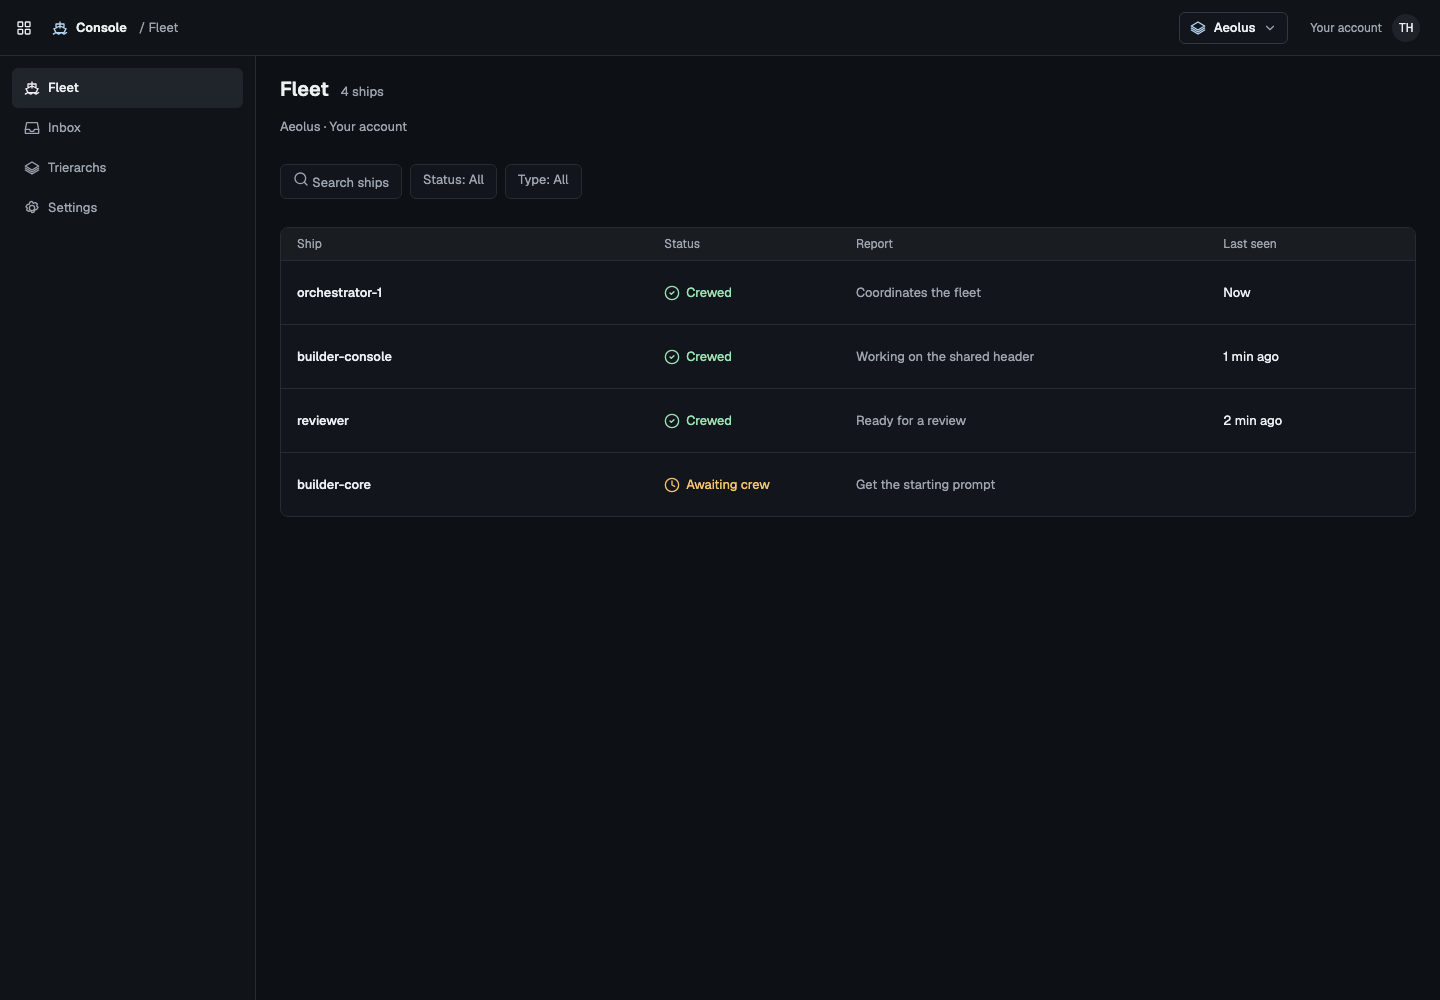 Console / Fleet
Aeolus
Your account TH
Fleet
Inbox
Trierarchs
Settings
Fleet 4 ships
Aeolus · Your account
Search ships
Status: All
Type: All
Ship Status Report Last seen
orchestrator-1 Crewed Coordinates the fleet Now
builder-console Crewed Working on the shared header 1 min ago
reviewer Crewed Ready for a review 2 min ago
builder-core Awaiting crew Get the starting prompt